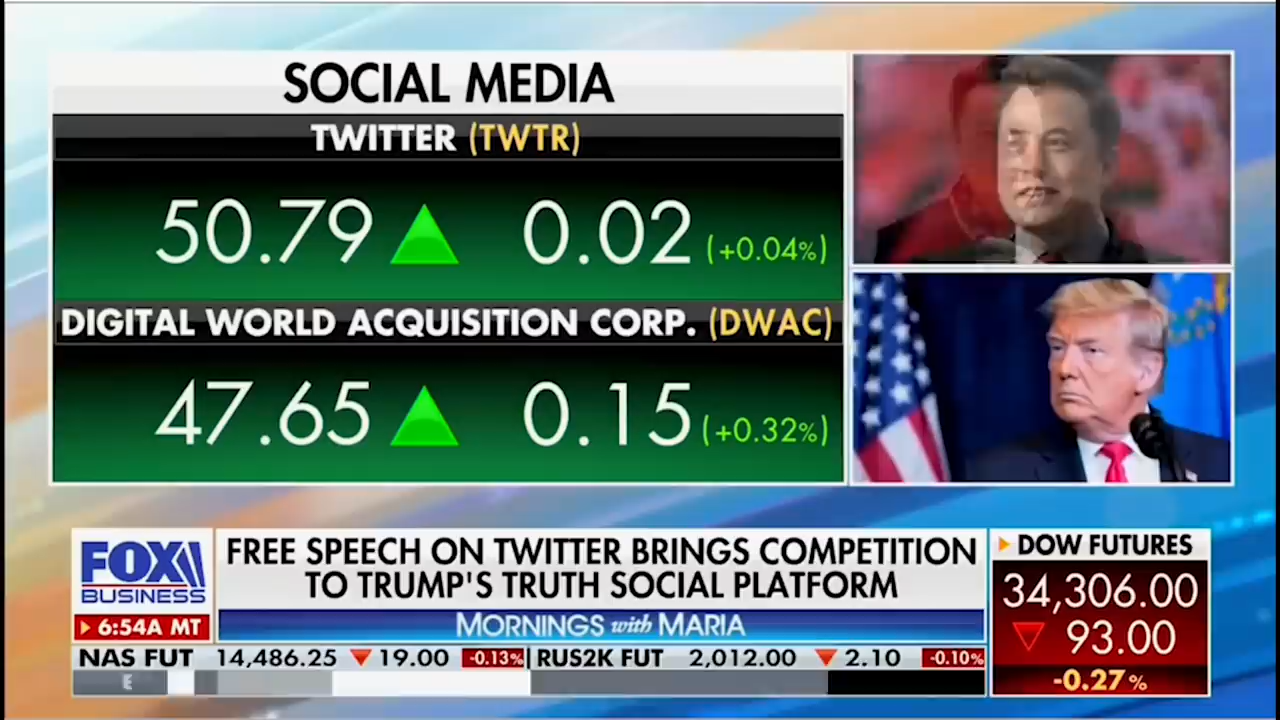 SOCIAL MEDIA
TWITTER (TWTR)
50.79 ▲ 0.02 (+0.04%)
DIGITAL WORLD ACQUISITION CORP. (DWAC)
47.65 ▲ 0.15 (+0.32%)
FOX
BUSINESS
6:54A MT
FREE SPEECH ON TWITTER BRINGS COMPETITION
TO TRUMP'S TRUTH SOCIAL PLATFORM
MORNINGS with MARIA
DOW FUTURES
34,306.00
▼ 93.00
-0.27%
NAS FUT 14,486.25 ▼ 19.00 -0.13% RUS2K FUT 2,012.00 ▼ 2.10 -0.10%